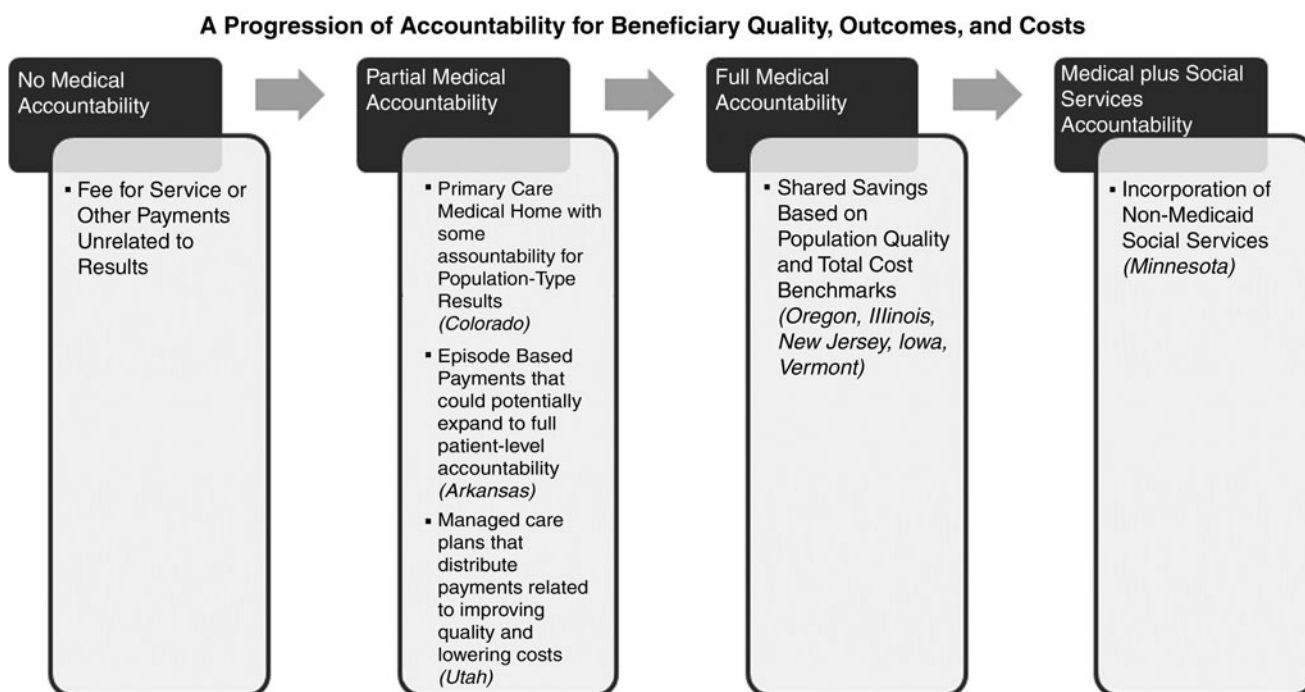 A Progression of Accountability for Beneficiary Quality, Outcomes, and Costs
No Medical
Accountability
▪ Fee for Service or
Other Payments
Unrelated to
Results
Partial Medical
Accountability
▪ Primary Care
Medical Home with
some
assountability for
Population-Type
Results
(Colorado)
▪ Episode Based
Payments that
could potentially
expand to full
patient-level
accountability
(Arkansas)
▪ Managed care
plans that
distribute
payments related
to improving
quality and
lowering costs
(Utah)
Full Medical
Accountability
▪ Shared Savings
Based on
Population Quality
and Total Cost
Benchmarks
(Oregon, Illinois,
New Jersey, Iowa,
Vermont)
Medical plus Social
Services
Accountability
▪ Incorporation of
Non-Medicaid
Social Services
(Minnesota)